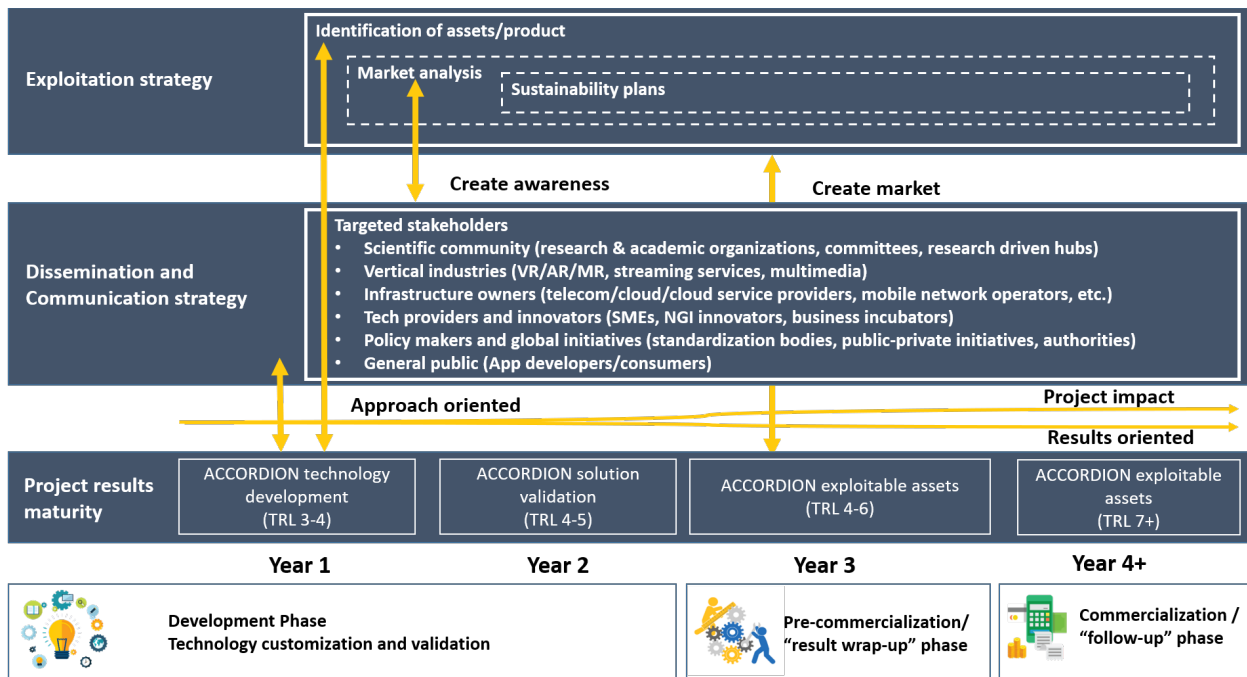 Exploitation strategy
Identification of assets/product
Market analysis
Sustainability plans
Create awareness
Create market
Dissemination and
Communication strategy
Targeted stakeholders
• Scientific community (research & academic organizations, committees, research driven hubs)
• Vertical industries (VR/AR/MR, streaming services, multimedia)
• Infrastructure owners (telecom/cloud/cloud service providers, mobile network operators, etc.)
• Tech providers and innovators (SMEs, NGI innovators, business incubators)
• Policy makers and global initiatives (standardization bodies, public-private initiatives, authorities)
• General public (App developers/consumers)
Approach oriented
Project impact
Results oriented
Project results
maturity
ACCORDION technology
development
(TRL 3-4)
ACCORDION solution
validation
(TRL 4-5)
ACCORDION exploitable assets
(TRL 4-6)
ACCORDION exploitable
assets
(TRL 7+)
Year 1
Year 2
Year 3
Year 4+
Development Phase
Technology customization and validation
Pre-commercialization/
“result wrap-up” phase
Commercialization /
“follow-up” phase